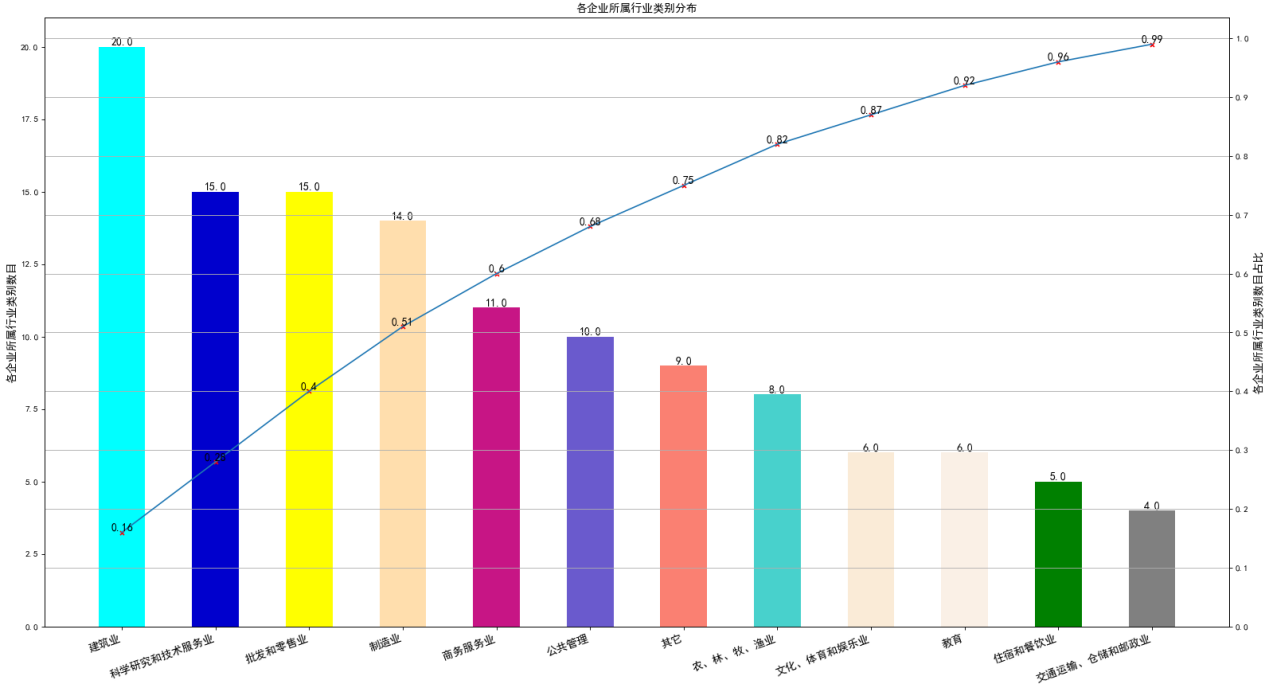 各企业所属行业类别分布
各企业所属行业类别数目
20.0
17.5
15.0
12.5
10.0
7.5
5.0
2.5
0.0
20.0
15.0
15.0
14.0
11.0
10.0
9.0
8.0
6.0
6.0
5.0
4.0
0.16
0.4
0.51
0.6
0.68
0.75
0.82
0.87
0.92
0.96
0.99
1.0
0.9
0.8
0.7
0.6
0.5
0.4
0.3
0.2
0.1
0.0
各企业所属行业类别数目占比
建筑业
科学研究和技术服务业
批发和零售业
制造业
商务服务业
公共管理
其它
农、林、牧、渔业
文化、体育和娱乐业
教育
住宿和餐饮业
交通运输、仓储和邮政业